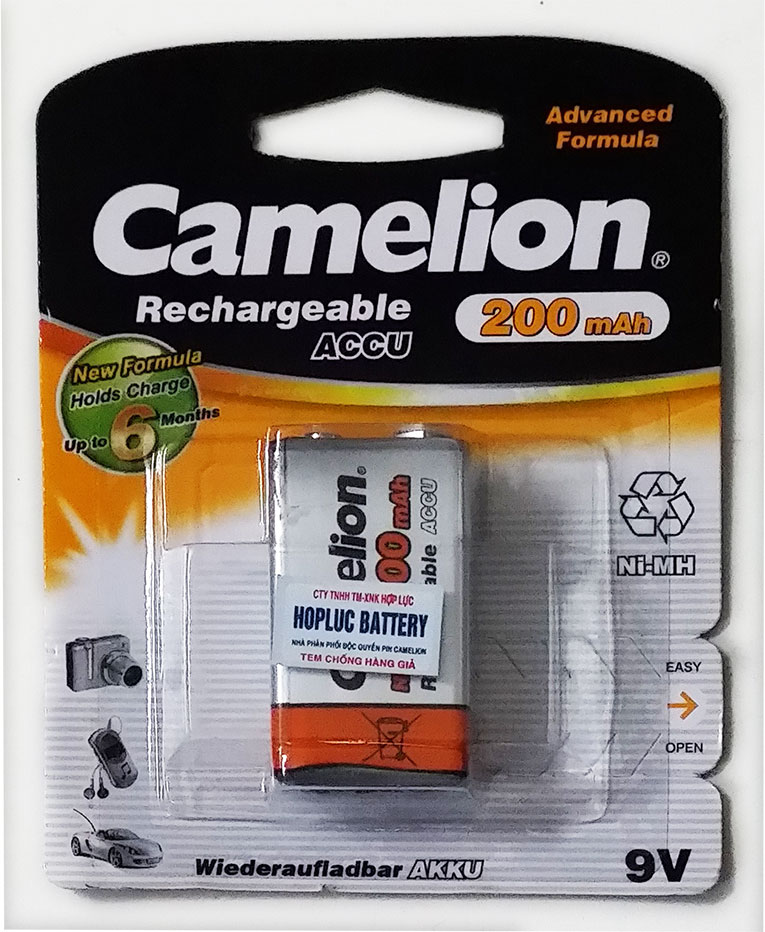 Advanced
Formula
Camelion®
Rechargeable
ACCU
200 mAh
New Formula
Holds Charge
Up to 6 Months
elion®
00 mAh
able ACCU
CTY TNHH TM-XNK HỢP LỰC
HOPLUC BATTERY
NHÀ PHÂN PHỐI ĐỘC QUYỀN PIN CAMELION
TEM CHỐNG HÀNG GIẢ
Ni-MH
EASY
OPEN
Wiederaufladbar AKKU
9V